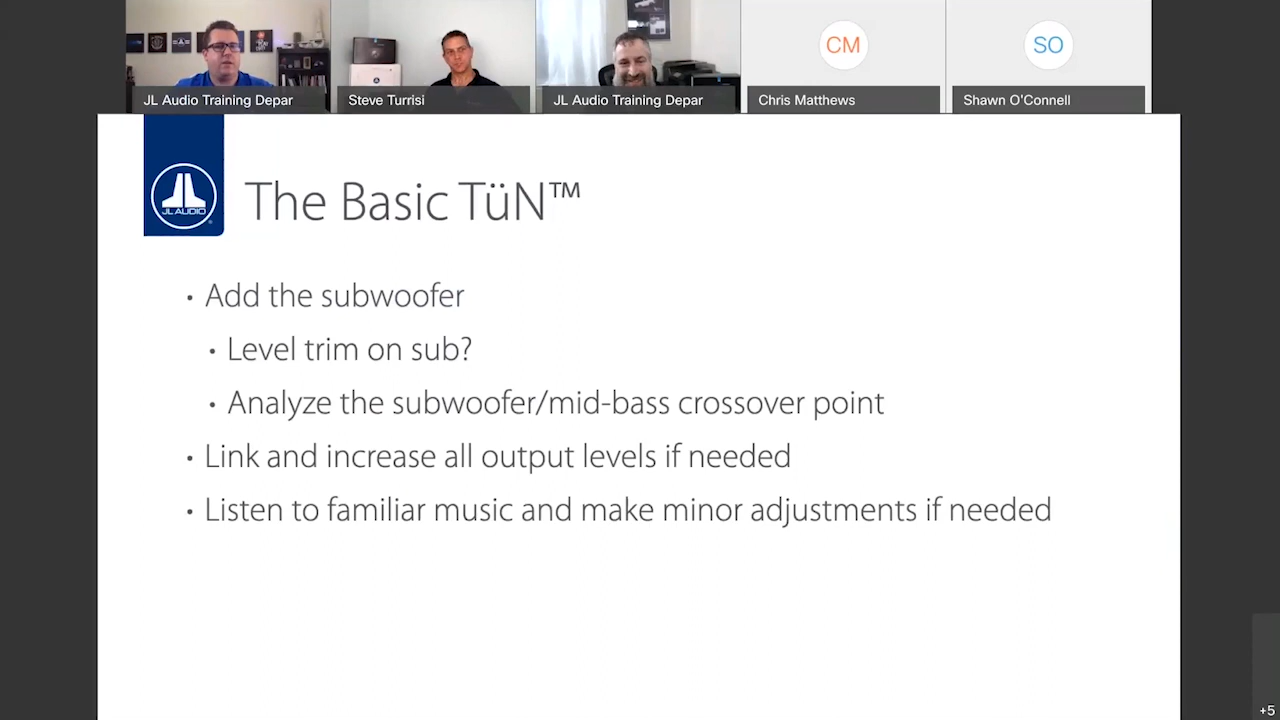 CM
SO
JL Audio Training Depar
Steve Turrisi
JL Audio Training Depar
Chris Matthews
Shawn O'Connell
JL AUDIO
The Basic TüN™
• Add the subwoofer
• Level trim on sub?
• Analyze the subwoofer/mid-bass crossover point
• Link and increase all output levels if needed
• Listen to familiar music and make minor adjustments if needed
+5